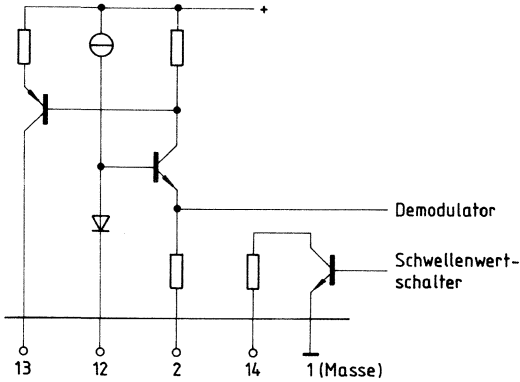 +
Demodulator
Schwellenwert-
schalter
13 12 2 14 1 (Masse)